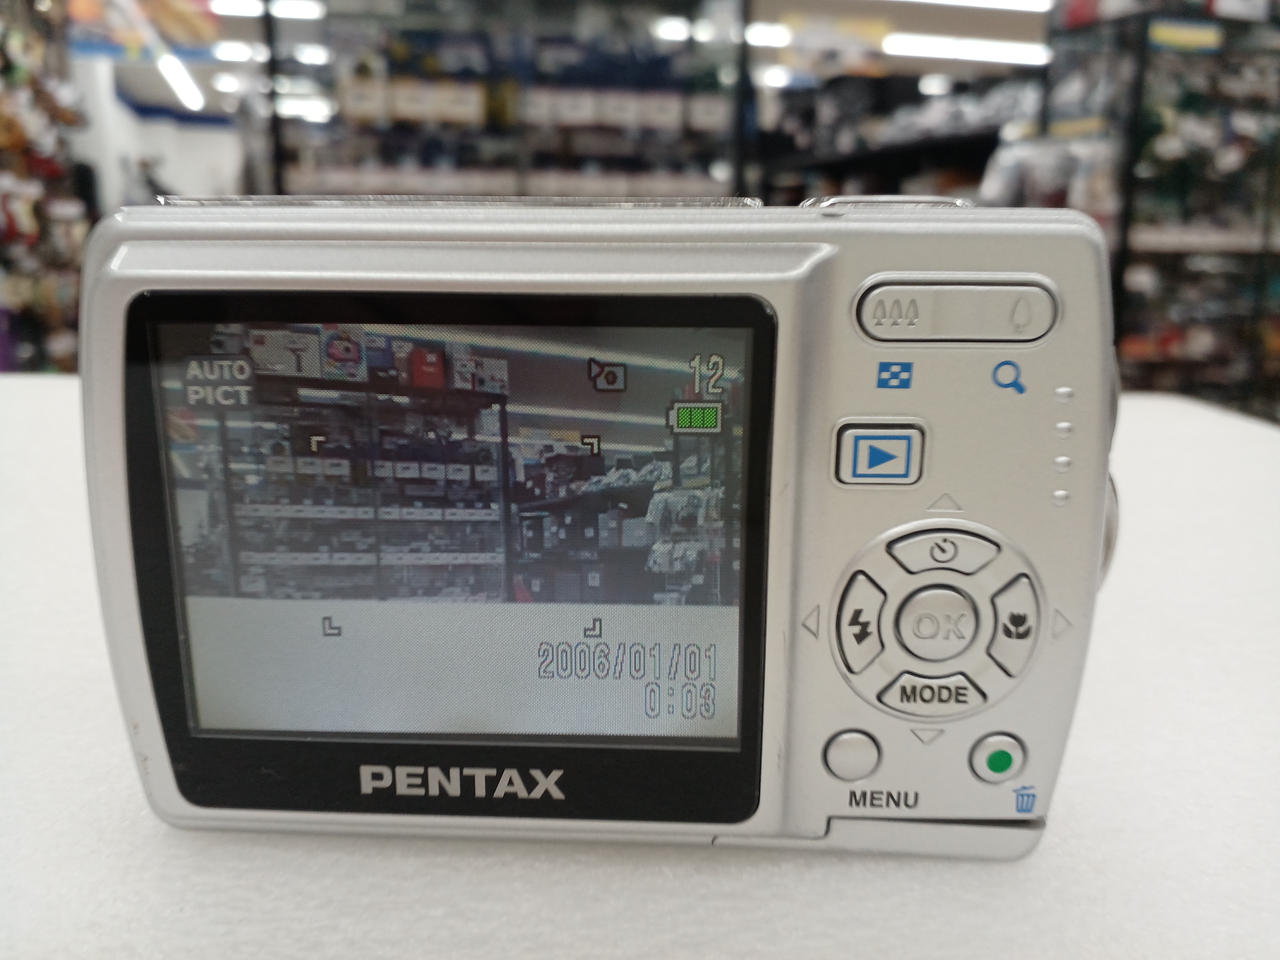 AUTO
PICT
12
2006/01/01
0:03
PENTAX
OK
MODE
MENU